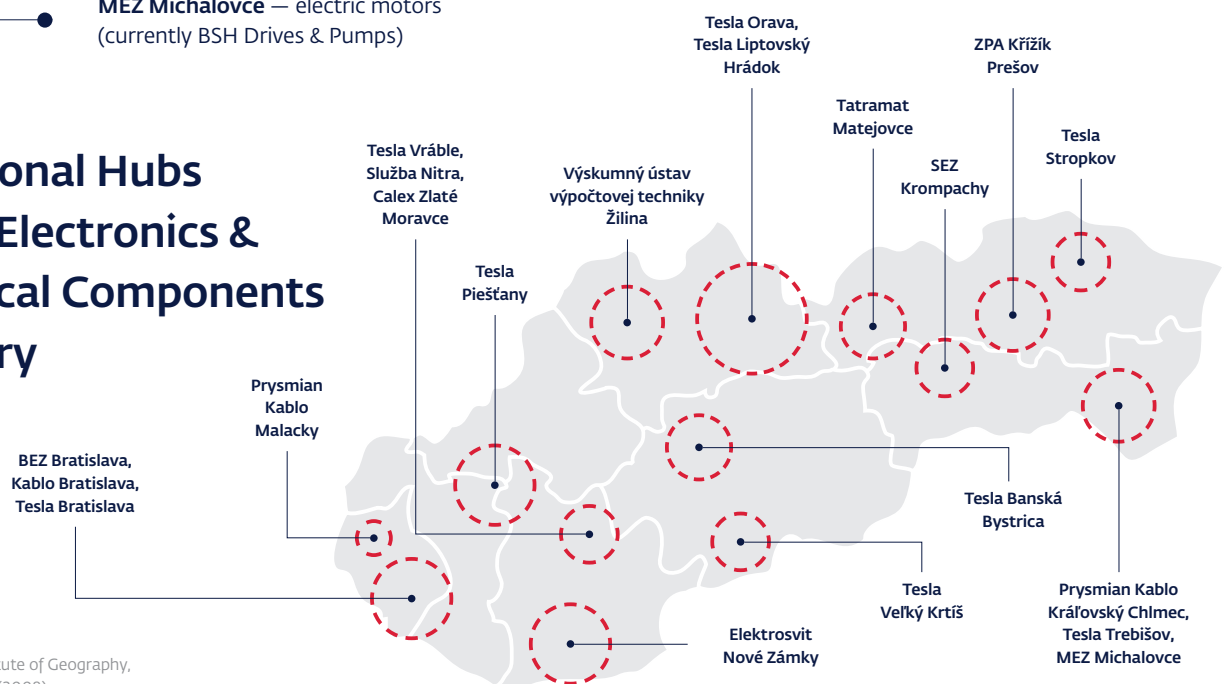 MEZ Michalovce — electric motors
(currently BSH Drives & Pumps)
onal Hubs
Electronics &
cal Components
ry
Tesla Orava,
Tesla Liptovský
Hrádok
ZPA Křížík
Prešov
Tatramat
Matejovce
Tesla
Stropkov
SEZ
Krompachy
Tesla Vráble,
Služba Nitra,
Calex Zlaté
Moravce
Výskumný ústav
výpočtovej techniky
Žilina
Tesla
Piešťany
Prysmian
Kablo
Malacky
BEZ Bratislava,
Kablo Bratislava,
Tesla Bratislava
Tesla Banská
Bystrica
Tesla
Veľký Krtíš
Prysmian Kablo
Kráľovský Chlmec,
Tesla Trebišov,
MEZ Michalovce
Elektrosvit
Nové Zámky
ute of Geography,